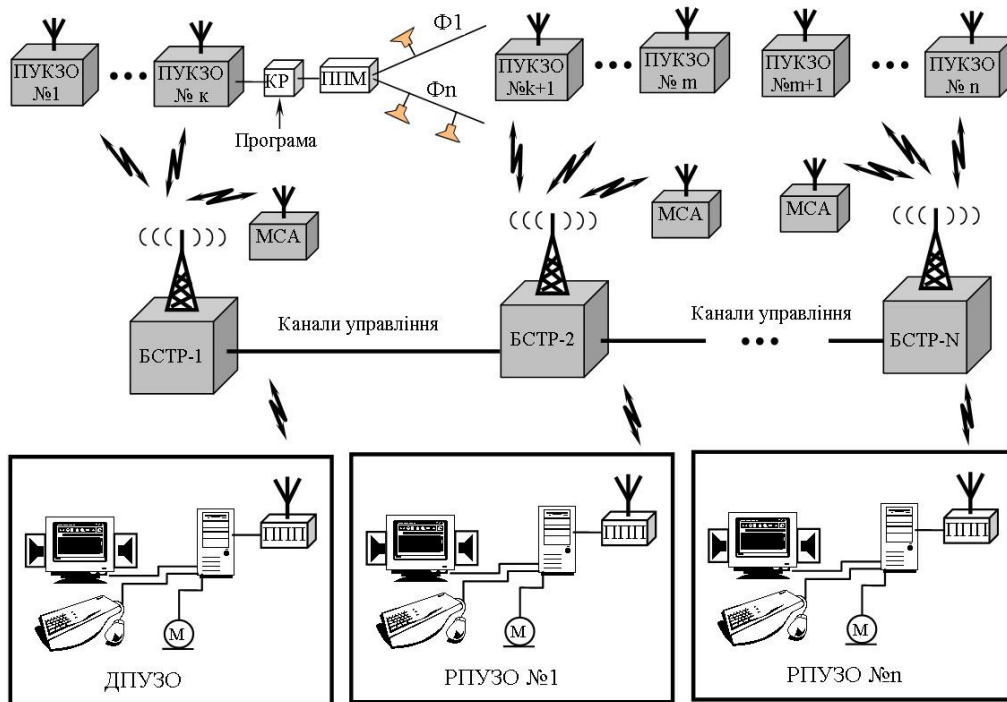 ПУКЗО
№1
ПУКЗО
№ к
КР
ППМ
Ф1
Фn
Програма
ПУКЗО
№k+1
ПУКЗО
№ m
ПУКЗО
№m+1
ПУКЗО
№ n
МСА
МСА
МСА
БСТР-1
Канали управління
БСТР-2
Канали управління
БСТР-N
ППП
М
ДПУЗО
ППП
М
РПУЗО №1
ППП
М
РПУЗО №n